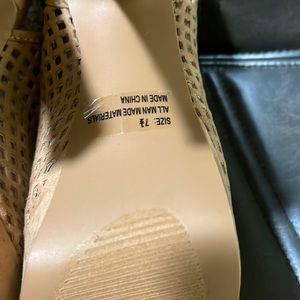 SIZE: 7½
ALL MAN MADE MATERIALS
MADE IN CHINA